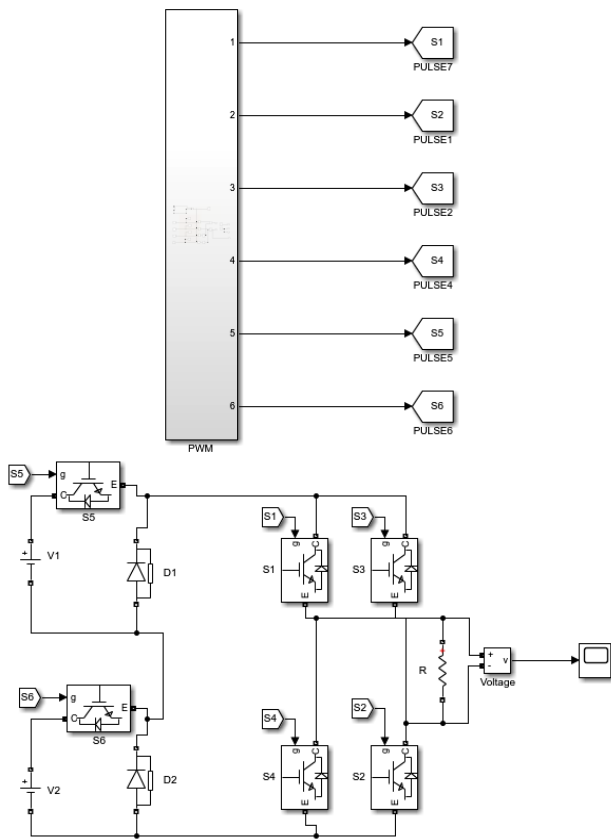 1
S1
PULSE7
2
S2
PULSE1
3
S3
PULSE2
4
S4
PULSE4
5
S5
PULSE5
6
S6
PULSE6
PWM
S5
g
E
C
S5
+
V1
D1
S1
S3
g
C
g
C
S1
S3
E
E
R
+
-
v
Voltage
S6
g
E
C
S6
S4
S2
g
C
g
C
+
V2
D2
S4
S2
E
E